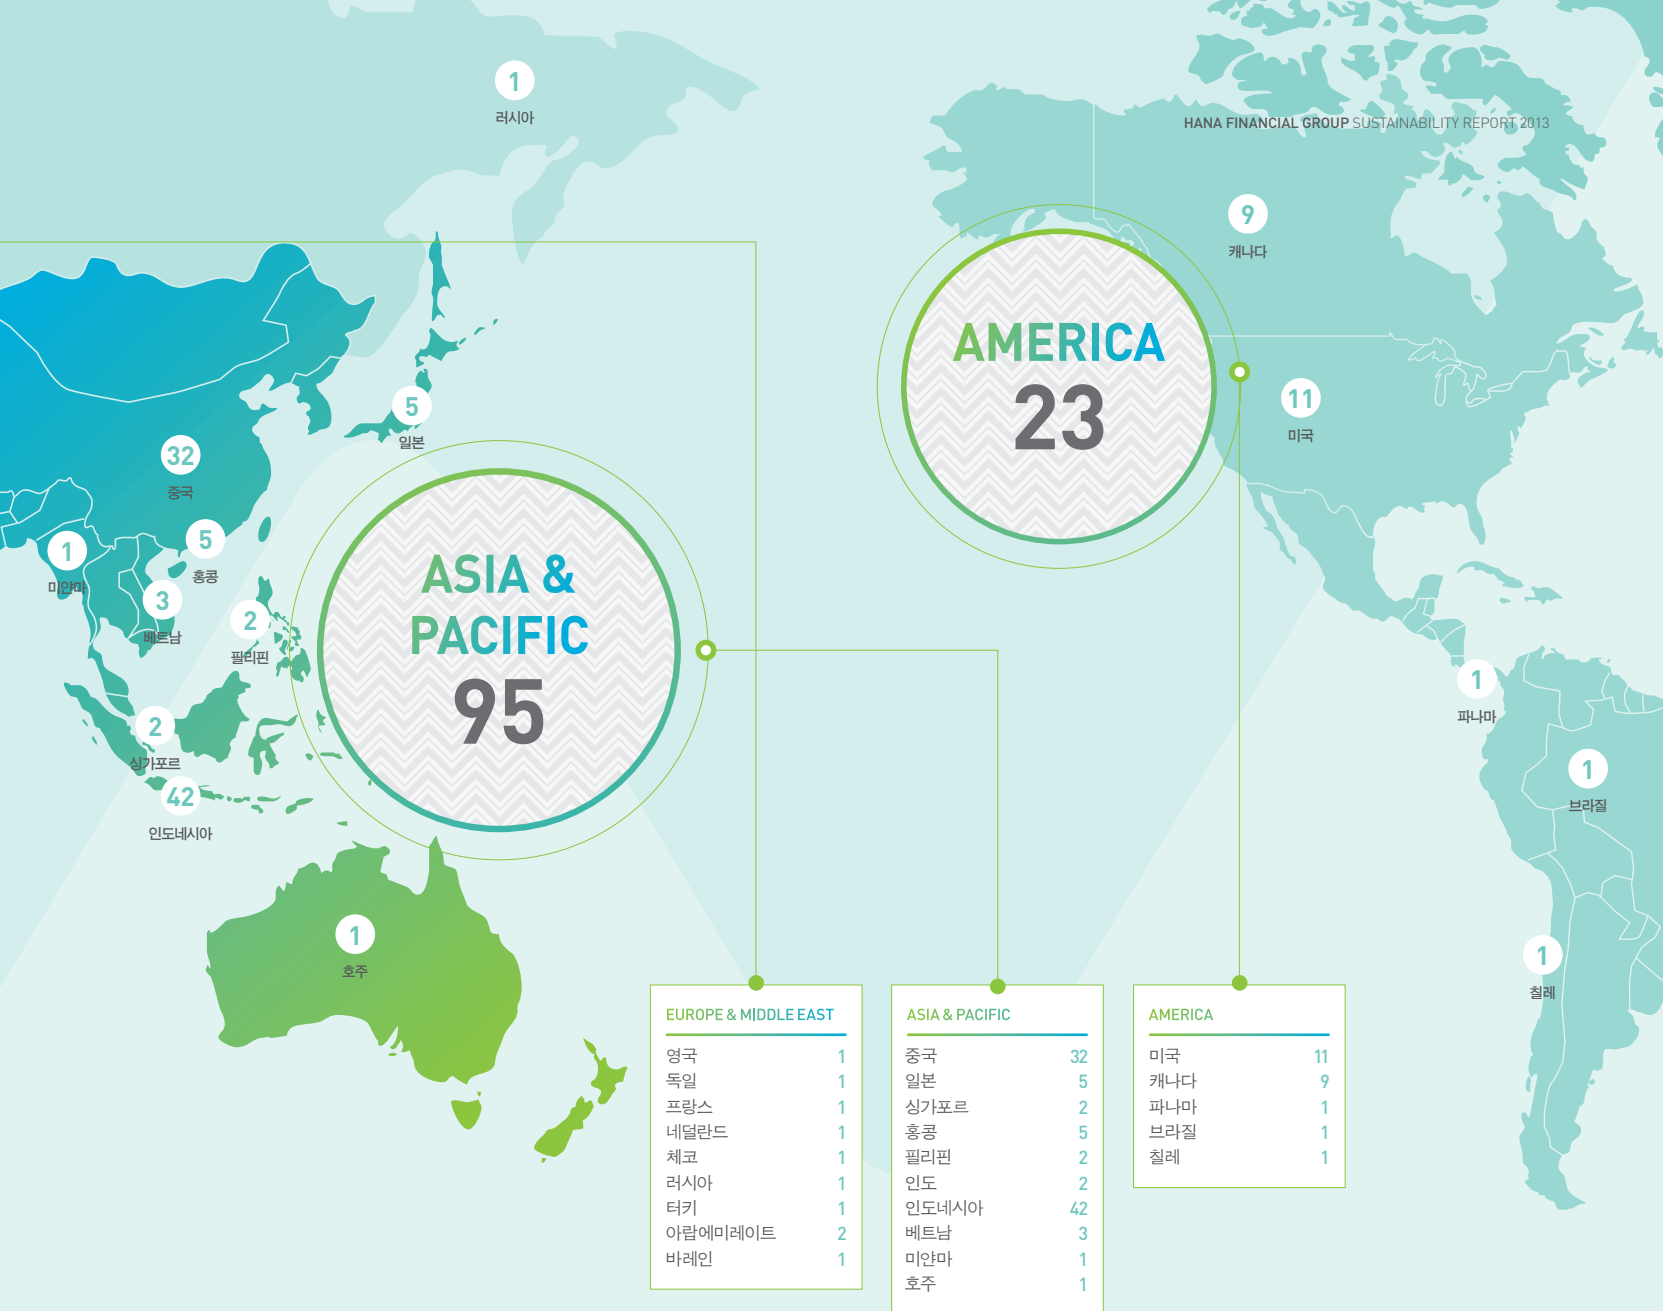 HANA FINANCIAL GROUP SUSTAINABILITY REPORT 2013
1
러시아
9
캐나다
AMERICA
23
11
미국
5
일본
32
중국
5
홍콩
1
미얀마
3
베트남
2
필리핀
ASIA &
PACIFIC
95
2
싱가포르
42
인도네시아
1
호주
1
파나마
1
브라질
1
칠레
EUROPE & MIDDLE EAST
영국 1
독일 1
프랑스 1
네덜란드 1
체코 1
러시아 1
터키 1
아랍에미레이트 2
바레인 1
ASIA & PACIFIC
중국 32
일본 5
싱가포르 2
홍콩 5
필리핀 2
인도 2
인도네시아 42
베트남 3
미얀마 1
호주 1
AMERICA
미국 11
캐나다 9
파나마 1
브라질 1
칠레 1